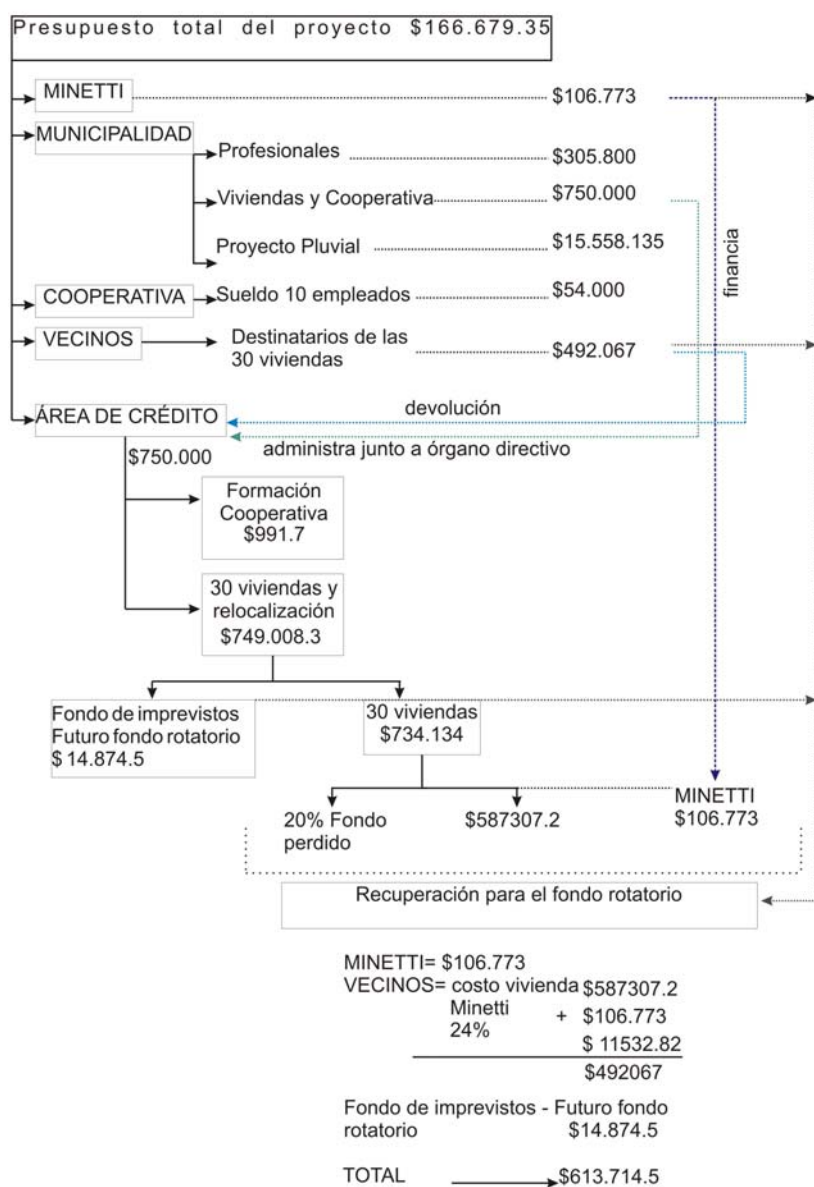 Presupuesto total del proyecto $166.679.35
MINETTI $106.773
MUNICIPALIDAD
Profesionales $305.800
Viviendas y Cooperativa $750.000
Proyecto Pluvial $15.558.135
financia
COOPERATIVA Sueldo 10 empleados $54.000
VECINOS Destinatarios de las
30 viviendas $492.067
ÁREA DE CRÉDITO devolución
administra junto a órgano directivo
$750.000
Formación
Cooperativa
$991.7
30 viviendas y
relocalización
$749.008.3
Fondo de imprevistos
Futuro fondo rotatorio
$ 14.874.5
30 viviendas
$734.134
20% Fondo
perdido
$587307.2
MINETTI
$106.773
Recuperación para el fondo rotatorio
MINETTI= $106.773
VECINOS= costo vivienda $587307.2
Minetti + $106.773
24% $ 11532.82
$492067
Fondo de imprevistos - Futuro fondo
rotatorio $14.874.5
TOTAL $613.714.5